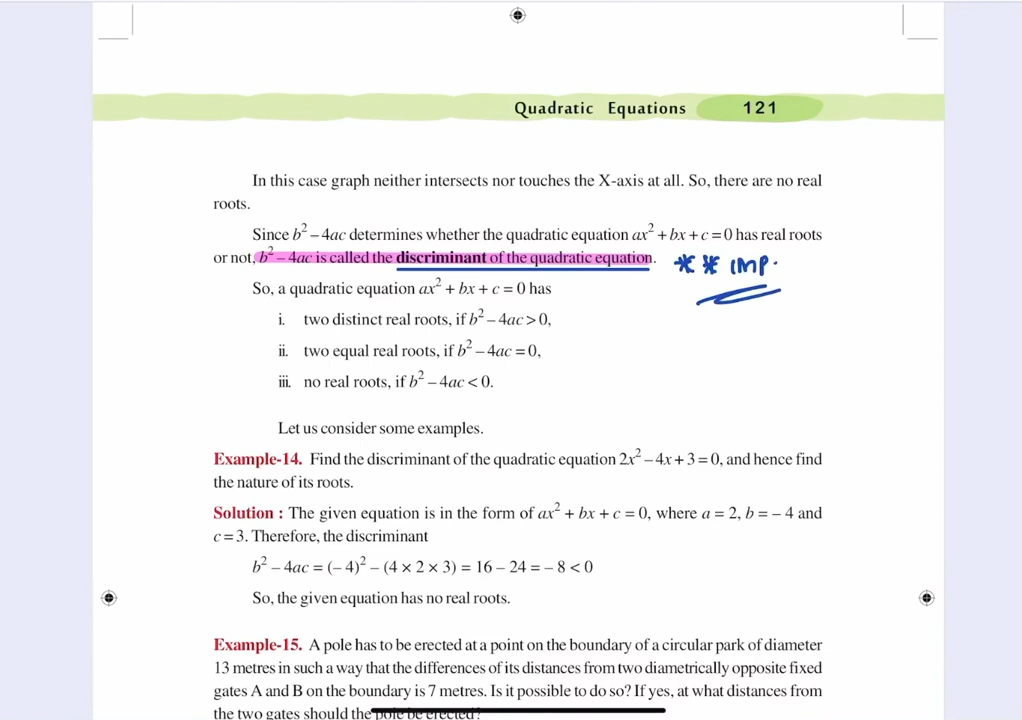 Quadratic Equations 121
In this case graph neither intersects nor touches the X-axis at all. So, there are no real
roots.
Since b² – 4ac determines whether the quadratic equation ax² + bx + c = 0 has real roots
or not, b² – 4ac is called the discriminant of the quadratic equation. ** IMP.
So, a quadratic equation ax² + bx + c = 0 has
i. two distinct real roots, if b² – 4ac > 0,
ii. two equal real roots, if b² – 4ac = 0,
iii. no real roots, if b² – 4ac < 0.
Let us consider some examples.
Example-14. Find the discriminant of the quadratic equation 2x² – 4x + 3 = 0, and hence find
the nature of its roots.
Solution : The given equation is in the form of ax² + bx + c = 0, where a = 2, b = – 4 and
c = 3. Therefore, the discriminant
b² – 4ac = (– 4)² – (4 × 2 × 3) = 16 – 24 = – 8 < 0
So, the given equation has no real roots.
Example-15. A pole has to be erected at a point on the boundary of a circular park of diameter
13 metres in such a way that the differences of its distances from two diametrically opposite fixed
gates A and B on the boundary is 7 metres. Is it possible to do so? If yes, at what distances from
the two gates should the pole be erected?